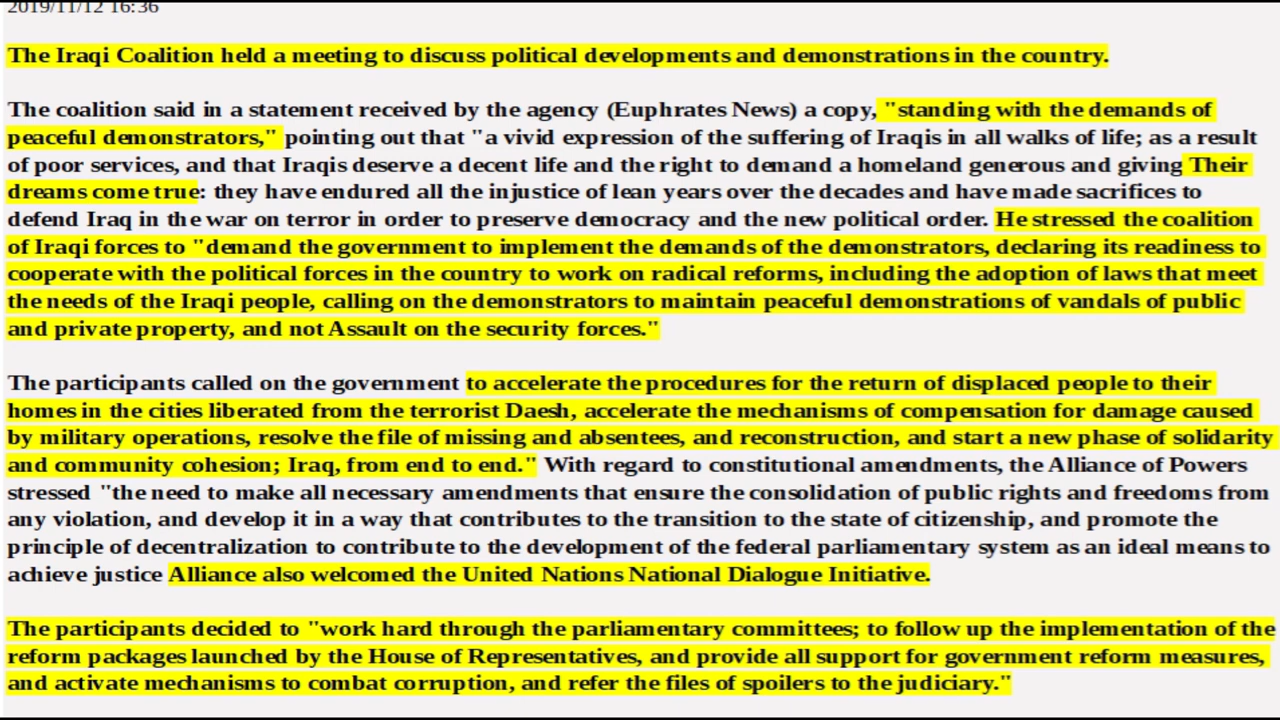 2019/11/12 16:36
The Iraqi Coalition held a meeting to discuss political developments and demonstrations in the country.
The coalition said in a statement received by the agency (Euphrates News) a copy, "standing with the demands of
peaceful demonstrators," pointing out that "a vivid expression of the suffering of Iraqis in all walks of life; as a result
of poor services, and that Iraqis deserve a decent life and the right to demand a homeland generous and giving Their
dreams come true: they have endured all the injustice of lean years over the decades and have made sacrifices to
defend Iraq in the war on terror in order to preserve democracy and the new political order. He stressed the coalition
of Iraqi forces to "demand the government to implement the demands of the demonstrators, declaring its readiness to
cooperate with the political forces in the country to work on radical reforms, including the adoption of laws that meet
the needs of the Iraqi people, calling on the demonstrators to maintain peaceful demonstrations of vandals of public
and private property, and not Assault on the security forces."
The participants called on the government to accelerate the procedures for the return of displaced people to their
homes in the cities liberated from the terrorist Daesh, accelerate the mechanisms of compensation for damage caused
by military operations, resolve the file of missing and absentees, and reconstruction, and start a new phase of solidarity
and community cohesion; Iraq, from end to end." With regard to constitutional amendments, the Alliance of Powers
stressed "the need to make all necessary amendments that ensure the consolidation of public rights and freedoms from
any violation, and develop it in a way that contributes to the transition to the state of citizenship, and promote the
principle of decentralization to contribute to the development of the federal parliamentary system as an ideal means to
achieve justice Alliance also welcomed the United Nations National Dialogue Initiative.
The participants decided to "work hard through the parliamentary committees; to follow up the implementation of the
reform packages launched by the House of Representatives, and provide all support for government reform measures,
and activate mechanisms to combat corruption, and refer the files of spoilers to the judiciary."